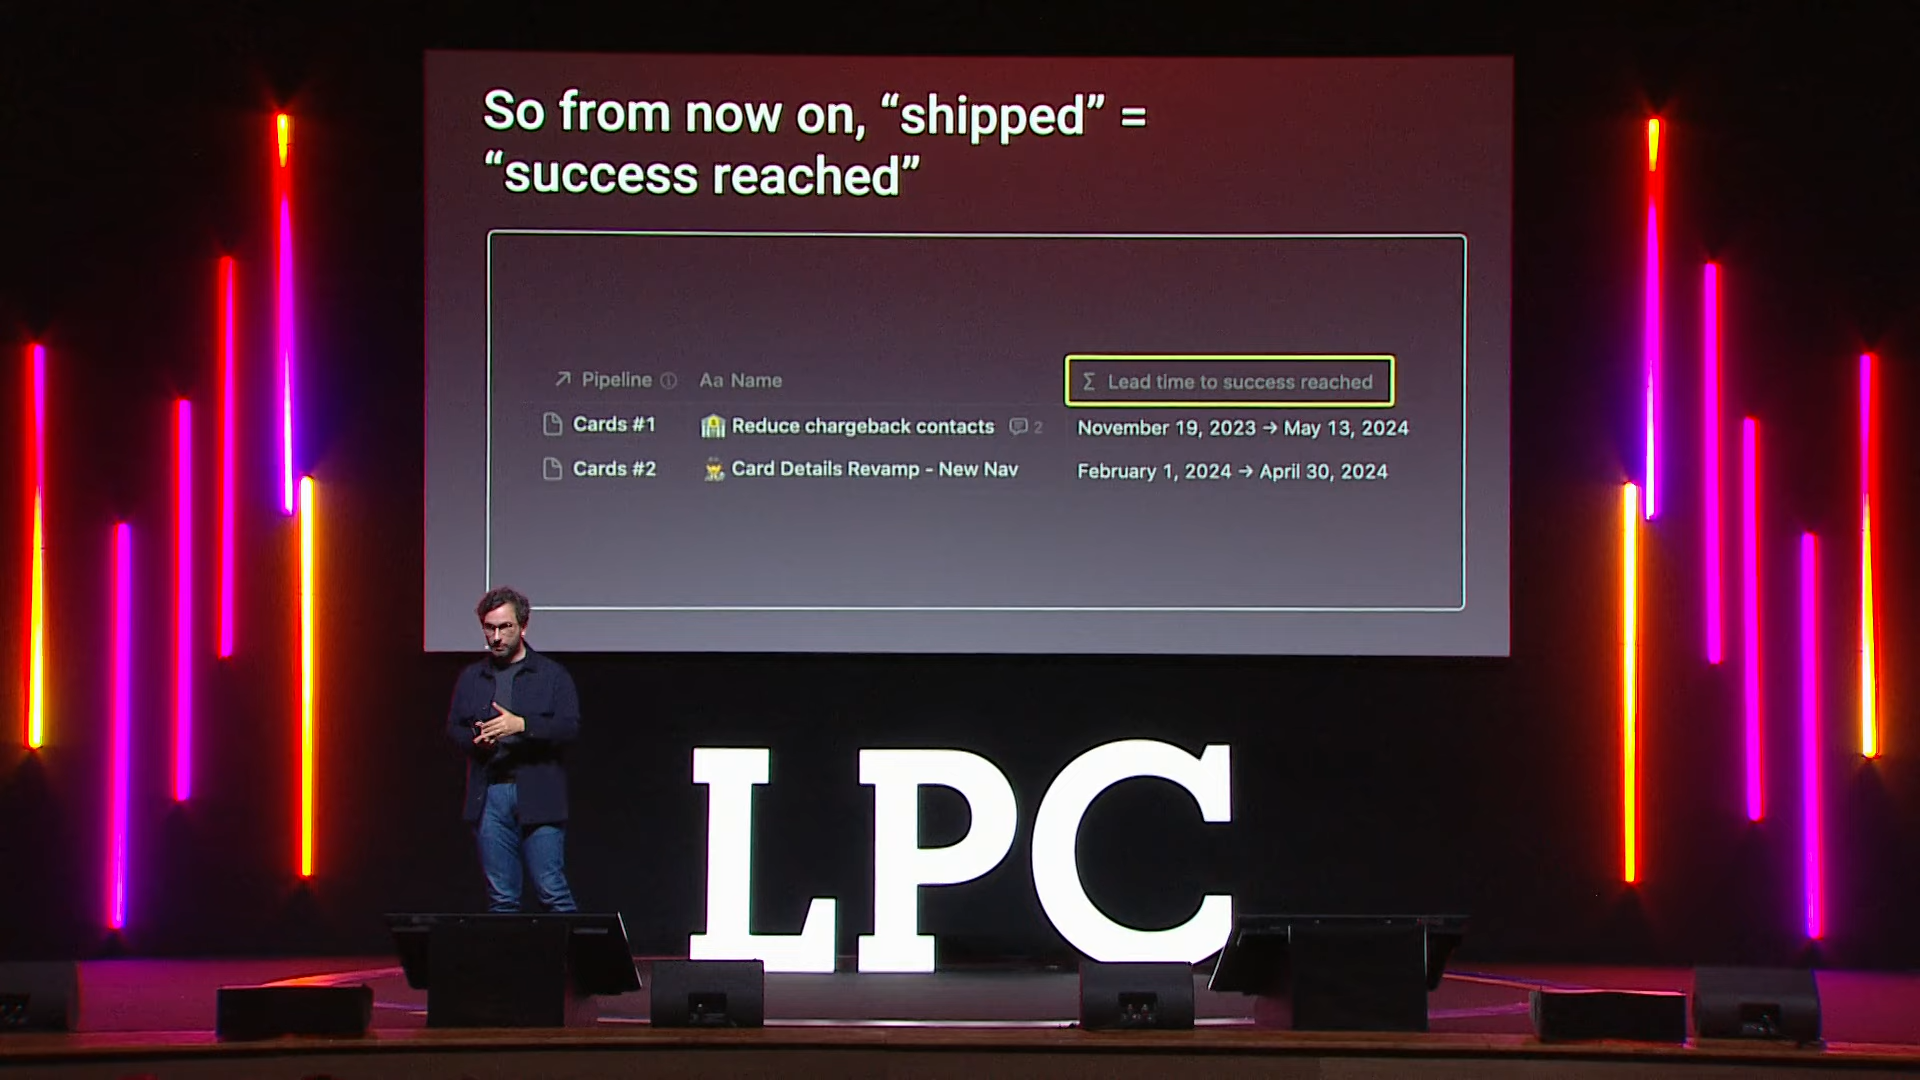 So from now on, “shipped” =
“success reached”
Pipeline Aa Name Σ Lead time to success reached
Cards #1 Reduce chargeback contacts 2 November 19, 2023 → May 13, 2024
Cards #2 Card Details Revamp - New Nav February 1, 2024 → April 30, 2024
LPC